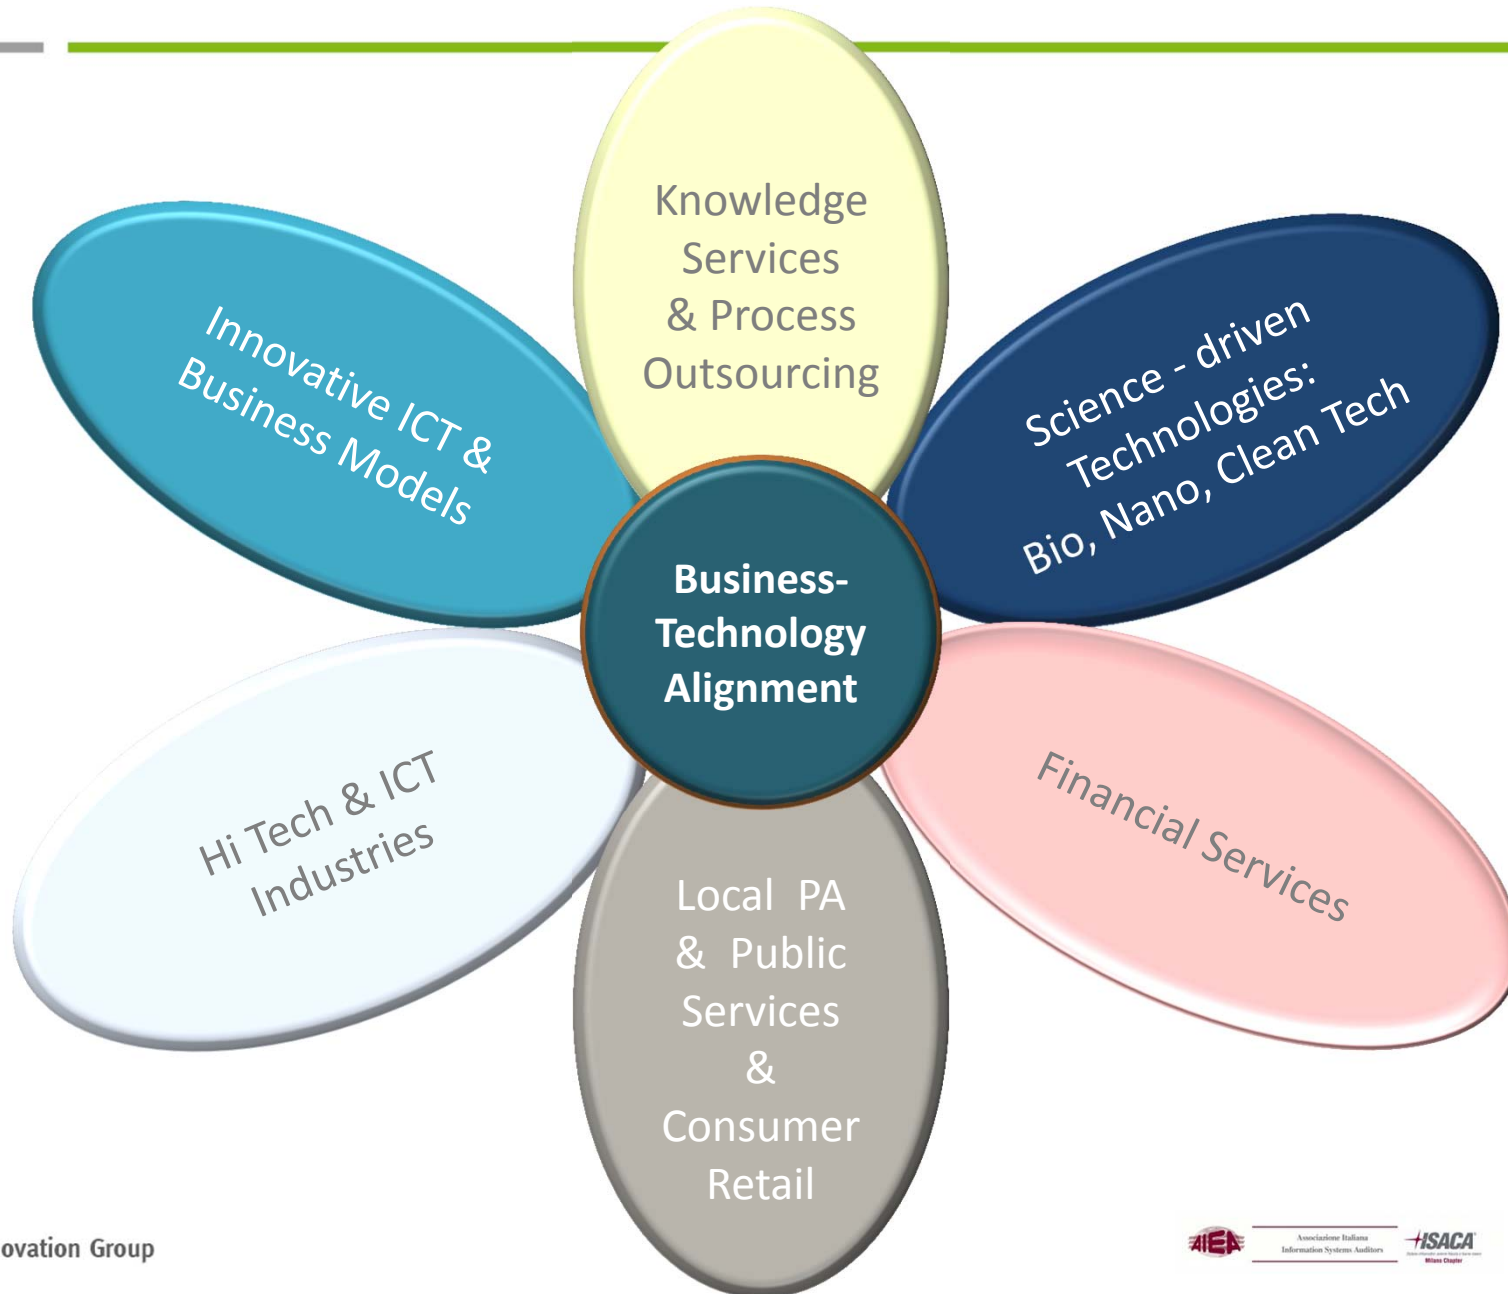 Knowledge
Services
& Process
Outsourcing
Innovative ICT &
Business Models
Science - driven
Technologies:
Bio, Nano, Clean Tech
Business-
Technology
Alignment
Hi Tech & ICT
Industries
Financial Services
Local PA
& Public
Services
&
Consumer
Retail
ovation Group
AIEA
Associazione Italiana
Information Systems Auditors
ISACA
Milano Chapter